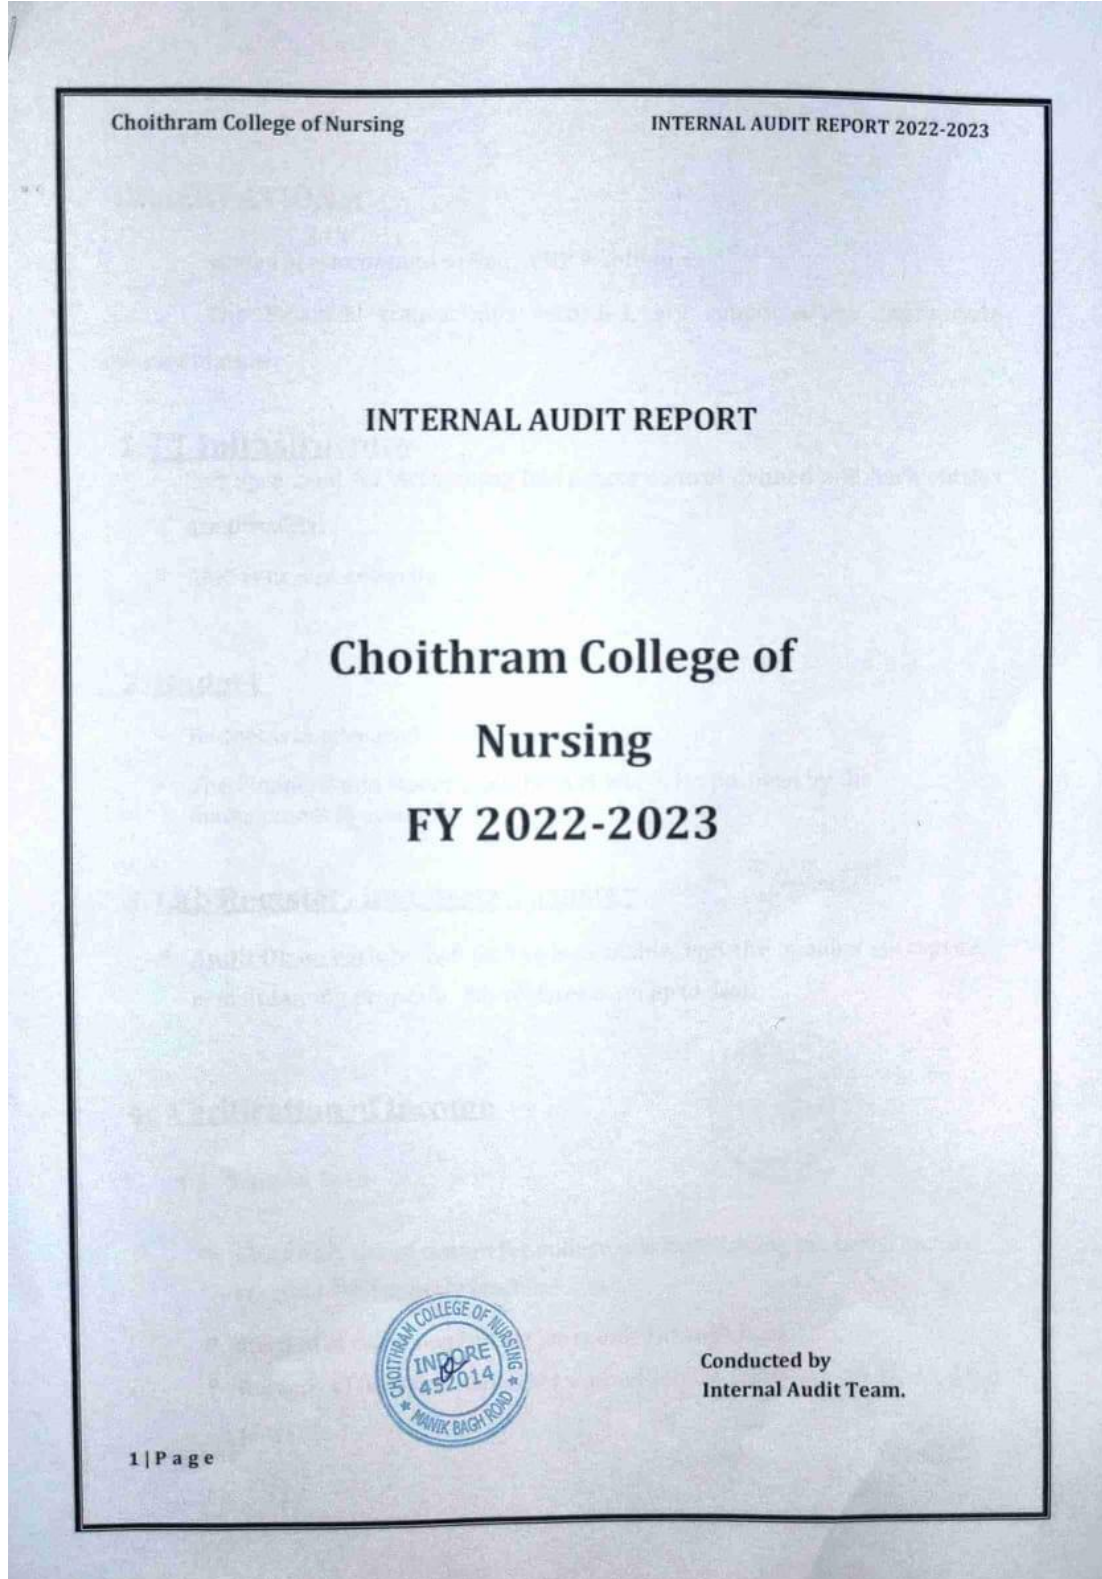 Choithram College of Nursing
INTERNAL AUDIT REPORT 2022-2023
INTERNAL AUDIT REPORT
Choithram College of
Nursing
FY 2022-2023
CHOITHRAM COLLEGE OF NURSING
INDORE
452014
★ MANIK BAGH ROAD ★
Conducted by
Internal Audit Team.
1 | P a g e